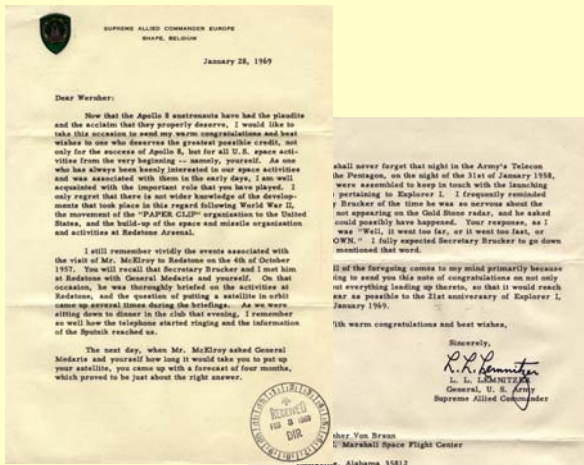 SUPREME ALLIED COMMANDER EUROPE
SHAPE, BELGIUM
January 28, 1969
Dear Wernher:
Now that the Apollo 8 austronauts have had the plaudits
and the acclaim that they properly deserve, I would like to
take this occasion to send my warm congratulations and best
wishes to one who deserves the greatest possible credit, not
only for the success of Apollo 8, but for all U. S. space acti-
vities from the very beginning -- namely, yourself. As one
who has always been keenly interested in our space activities
and was associated with them in the early days, I am well
acquainted with the important role that you have played. I
only regret that there is not wider knowledge of the develop-
ments that took place in this regard following World War II,
the movement of the "PAPER CLIP" organization to the United
States, and the build-up of the space and missile organization
and activities at Redstone Arsenal.
I still remember vividly the events associated with
the visit of Mr. McElroy to Redstone on the 4th of October
1957. You will recall that Secretary Brucker and I met him
at Redstone with General Medaris and yourself. On that
occasion, he was thoroughly briefed on the activities at
Redstone, and the question of putting a satellite in orbit
came up several times during the briefings. As we were
sitting down to dinner in the club that evening, I remember
so well how the telephone started ringing and the information
of the Sputnik reached us.
The next day, when Mr. McElroy asked General
Medaris and yourself how long it would take you to put up
your satellite, you came up with a forecast of four months,
which proved to be just about the right answer.
RECEIVED
FEB 3 1969
DIR
hall never forget that night in the Army's Telecon
the Pentagon, on the night of the 31st of January 1958,
were assembled to keep in touch with the launching
pertaining to Explorer I. I frequently reminded
y Brucker of the time he was so nervous about the
not appearing on the Gold Stone radar, and he asked
could possibly have happened. Your response, as I
was "Well, it went too far, or it went too fast, or
OWN." I fully expected Secretary Brucker to go down
mentioned that word.
ll of the foregoing comes to my mind primarily because
ing to send you this note of congratulations on not only
ut everything leading up thereto, so that it would reach
ear as possible to the 21st anniversary of Explorer I,
January 1969.
ith warm congratulations and best wishes,
Sincerely,
L. L. Lemnitzer
L. L. LEMNITZER
General, U. S. Army
Supreme Allied Commander
her Von Braun
Marshall Space Flight Center
Alabama 35812